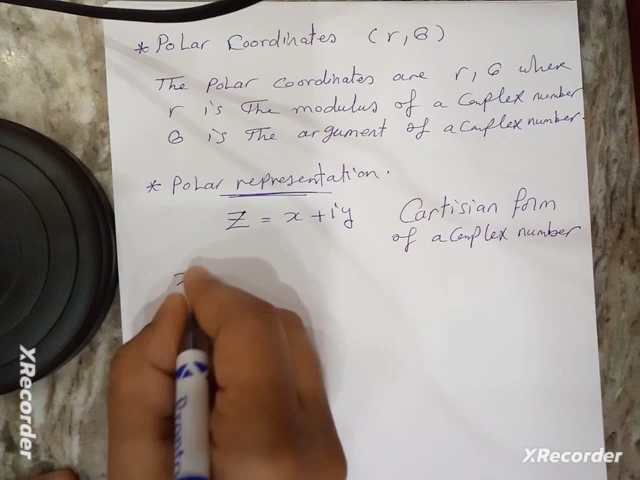 * Polar Coordinates (r, θ)
The polar coordinates are r, θ where
r is the modulus of a Complex number
θ is the argument of a Complex number.
* Polar representation.
Z = x + iy
Cartisian form
of a Complex number
XRecorder
XRecorder